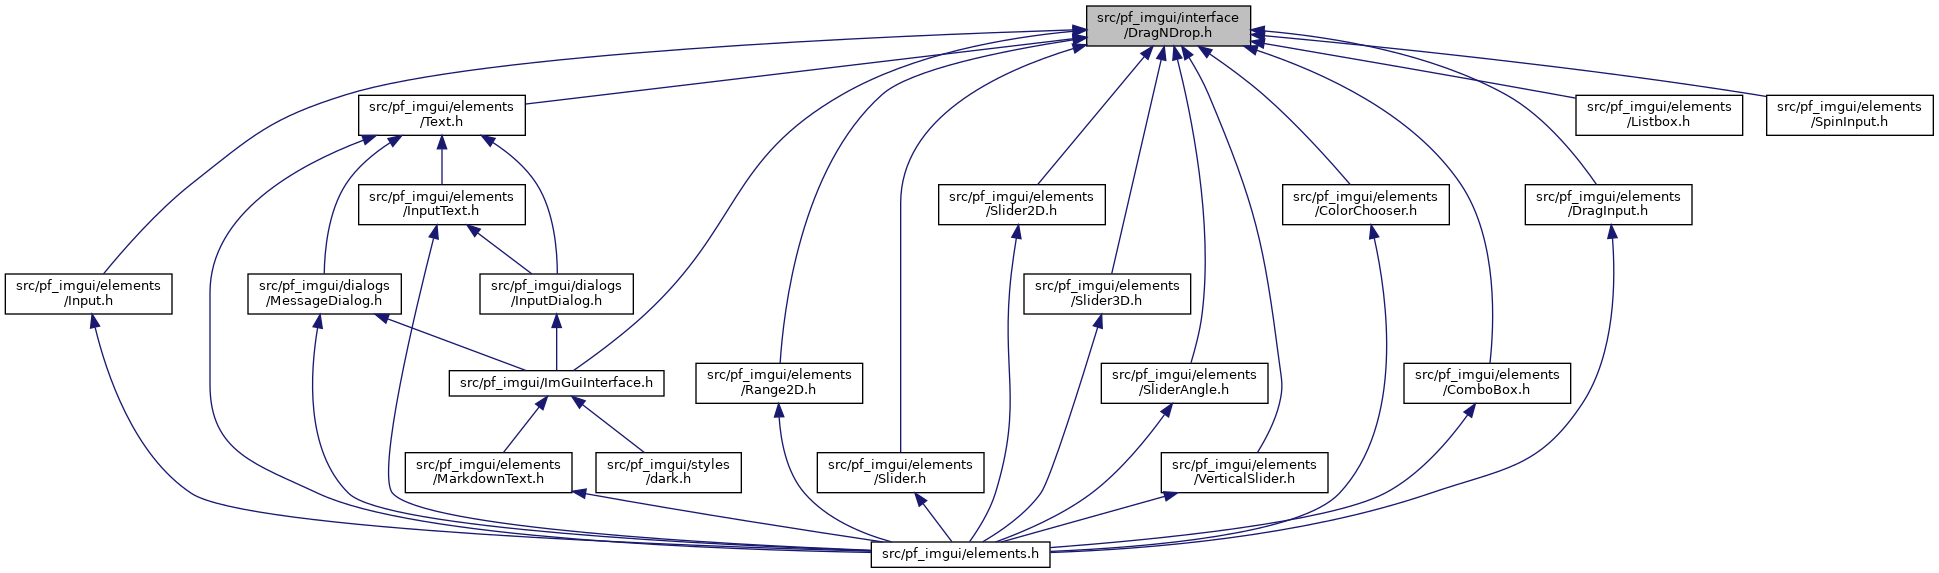 src/pf_imgui/interface
/DragNDrop.h
src/pf_imgui/elements
/Text.h
src/pf_imgui/elements
/Listbox.h
src/pf_imgui/elements
/SpinInput.h
src/pf_imgui/elements
/InputText.h
src/pf_imgui/elements
/Slider2D.h
src/pf_imgui/elements
/ColorChooser.h
src/pf_imgui/elements
/DragInput.h
src/pf_imgui/elements
/Input.h
src/pf_imgui/dialogs
/MessageDialog.h
src/pf_imgui/dialogs
/InputDialog.h
src/pf_imgui/elements
/Slider3D.h
src/pf_imgui/ImGuiInterface.h
src/pf_imgui/elements
/Range2D.h
src/pf_imgui/elements
/SliderAngle.h
src/pf_imgui/elements
/ComboBox.h
src/pf_imgui/elements
/MarkdownText.h
src/pf_imgui/styles
/dark.h
src/pf_imgui/elements
/Slider.h
src/pf_imgui/elements
/VerticalSlider.h
src/pf_imgui/elements.h